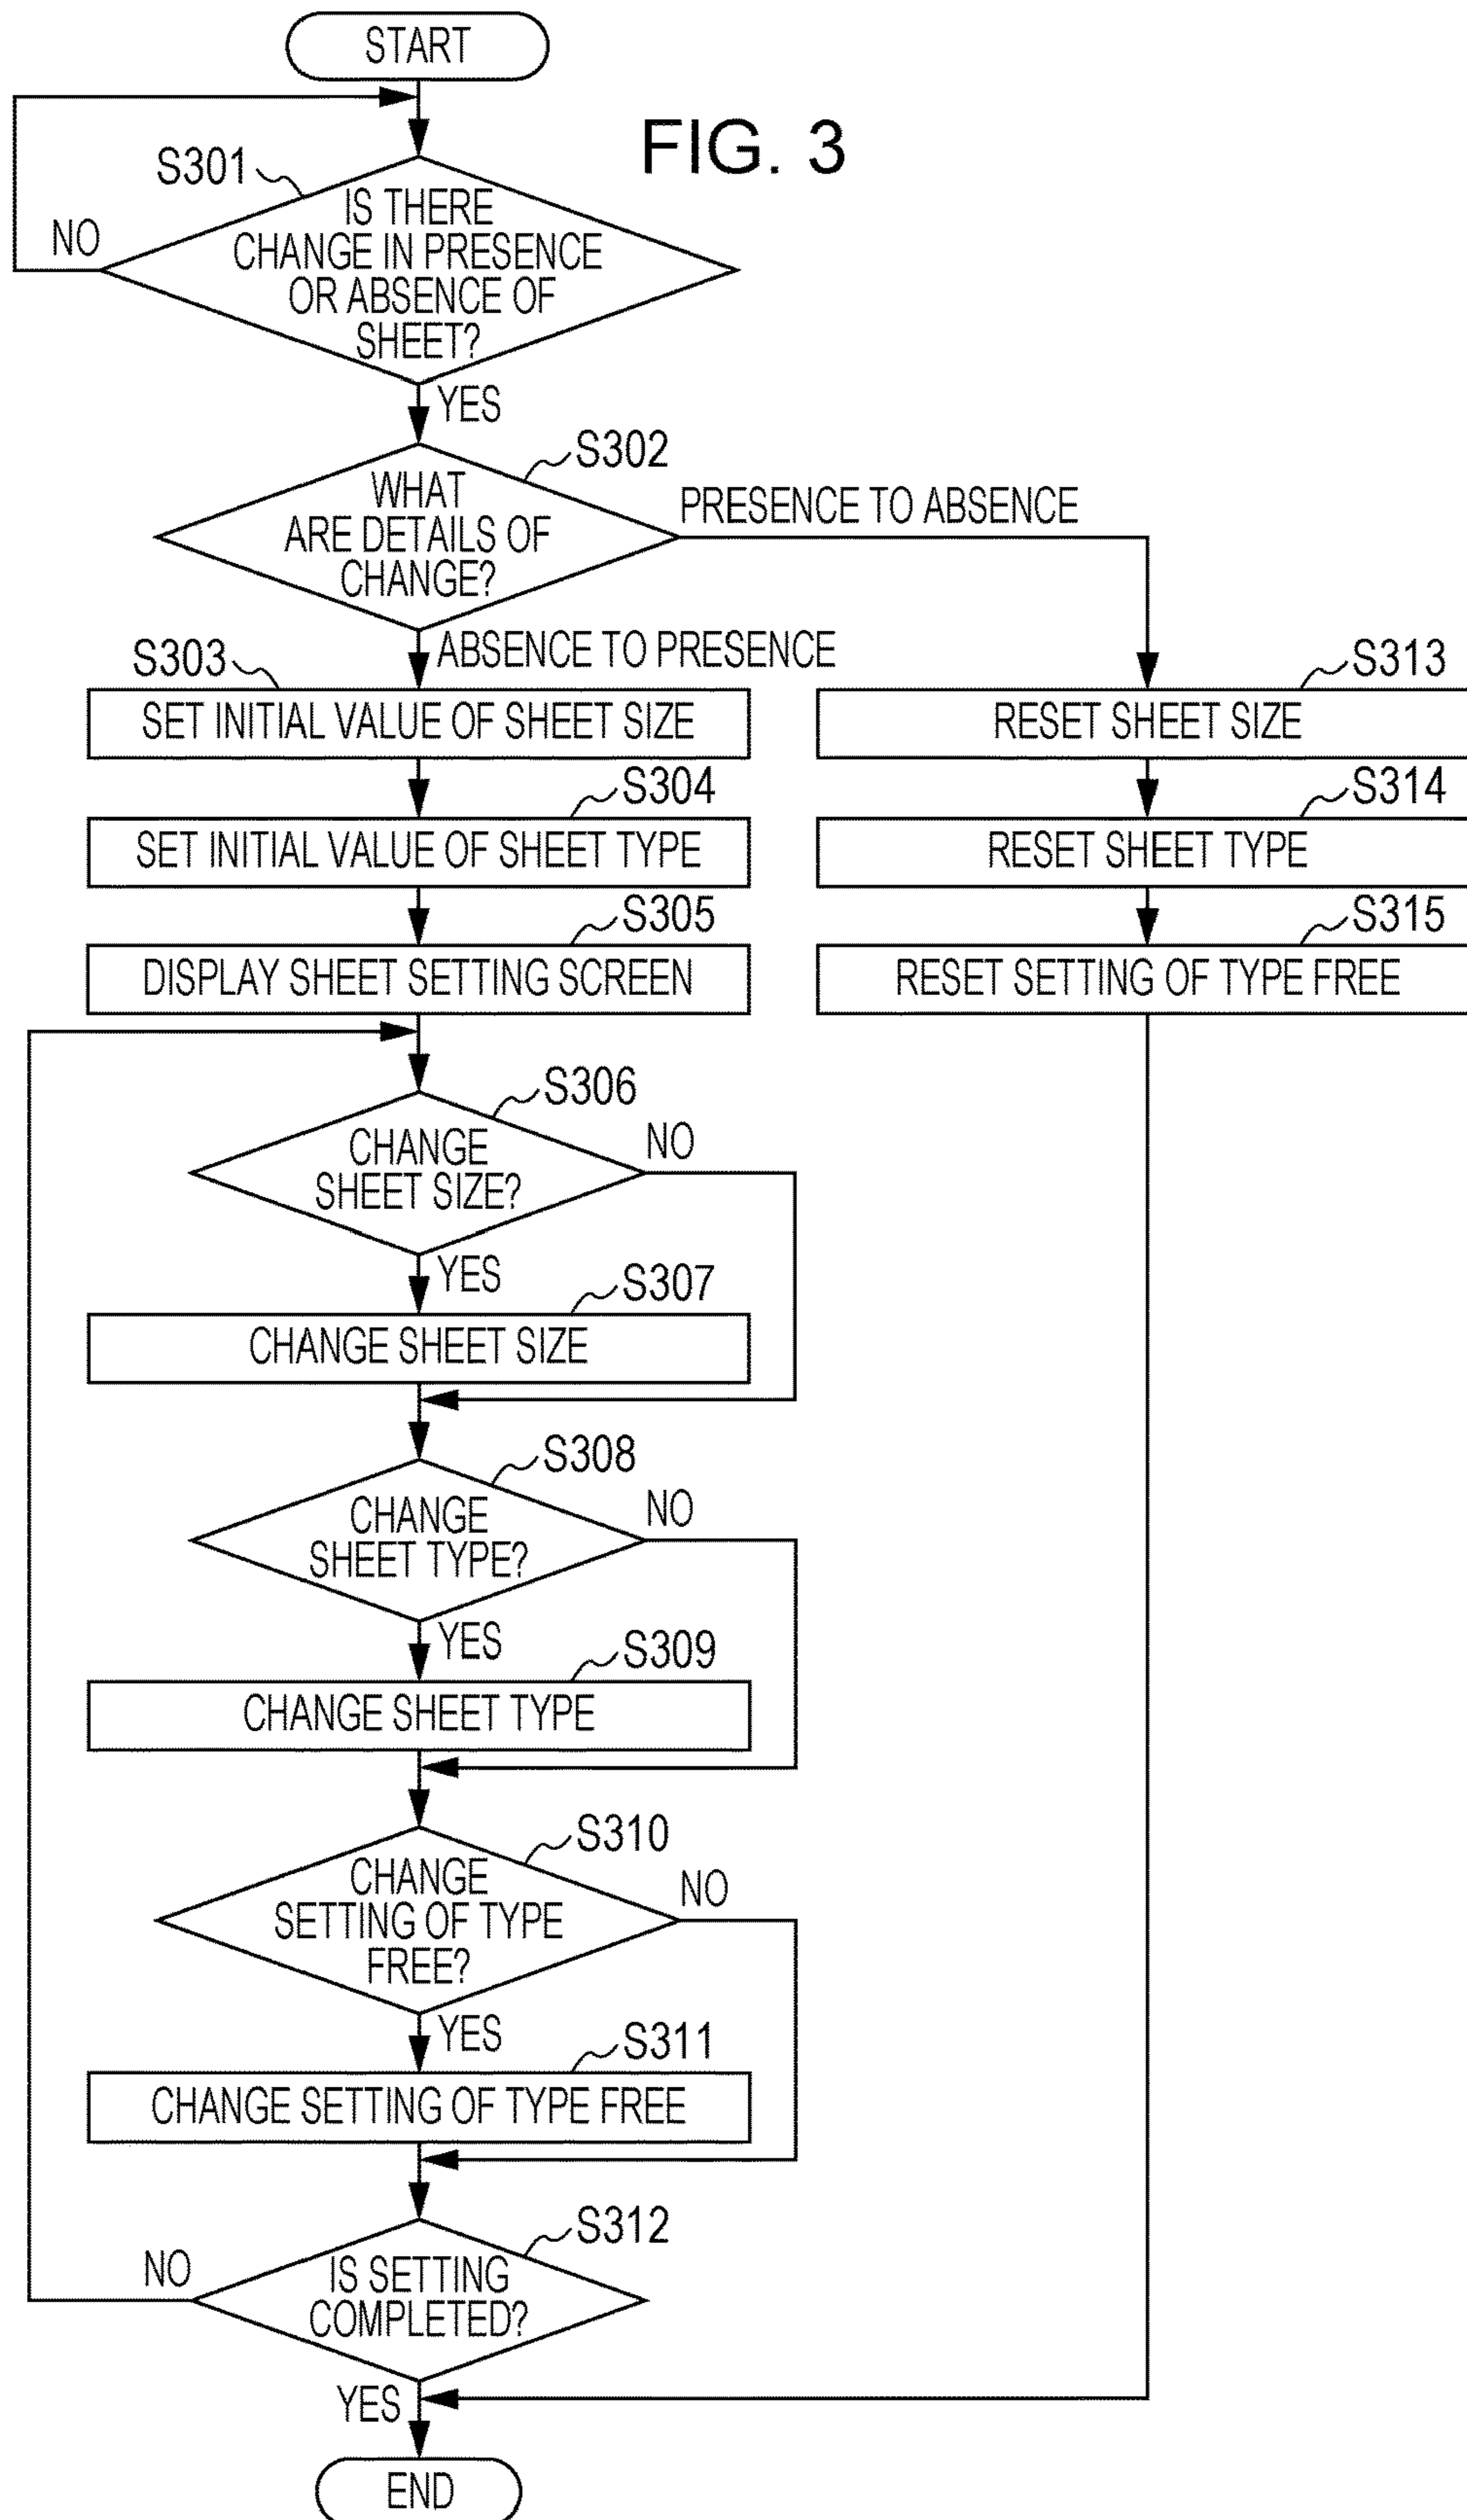 START
FIG. 3
S301
IS THERE
CHANGE IN PRESENCE
OR ABSENCE OF
SHEET?
NO
YES
S302
WHAT
ARE DETAILS OF
CHANGE?
PRESENCE TO ABSENCE
ABSENCE TO PRESENCE
S303
SET INITIAL VALUE OF SHEET SIZE
S313
RESET SHEET SIZE
S304
SET INITIAL VALUE OF SHEET TYPE
S314
RESET SHEET TYPE
S305
DISPLAY SHEET SETTING SCREEN
S315
RESET SETTING OF TYPE FREE
S306
CHANGE
SHEET SIZE?
NO
YES
S307
CHANGE SHEET SIZE
S308
CHANGE
SHEET TYPE?
NO
YES
S309
CHANGE SHEET TYPE
S310
CHANGE
SETTING OF TYPE
FREE?
NO
YES
S311
CHANGE SETTING OF TYPE FREE
S312
IS SETTING
COMPLETED?
NO
YES
END